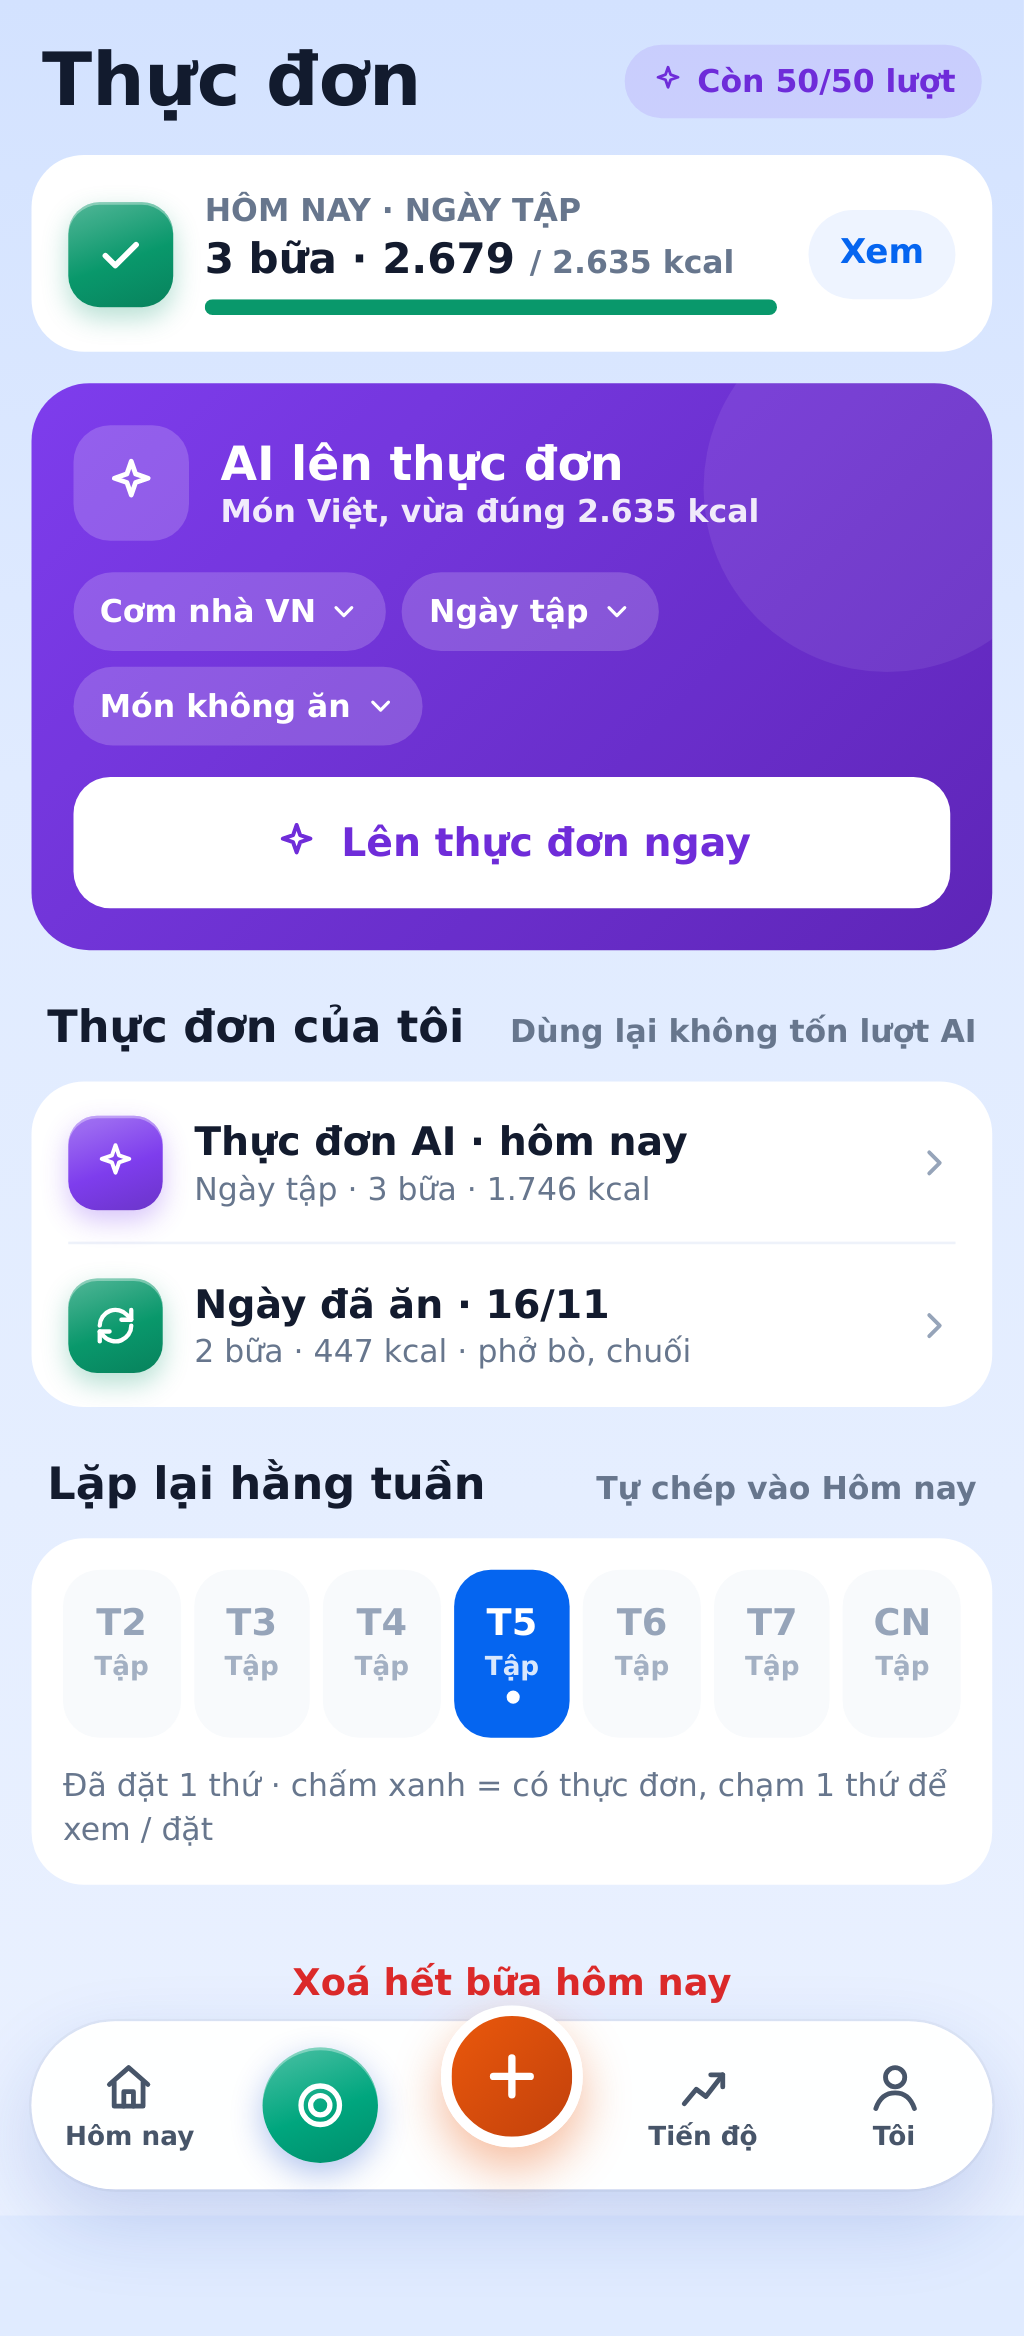 Thực đơn
Còn 50/50 lượt
HÔM NAY · NGÀY TẬP
3 bữa · 2.679 / 2.635 kcal
Xem
AI lên thực đơn
Món Việt, vừa đúng 2.635 kcal
Cơm nhà VN
Ngày tập
Món không ăn
Lên thực đơn ngay
Thực đơn của tôi
Dùng lại không tốn lượt AI
Thực đơn AI · hôm nay
Ngày tập · 3 bữa · 1.746 kcal
Ngày đã ăn · 16/11
2 bữa · 447 kcal · phở bò, chuối
Lặp lại hằng tuần
Tự chép vào Hôm nay
T2 T3 T4 T5 T6 T7 CN
Tập Tập Tập Tập Tập Tập Tập
Đã đặt 1 thứ · chấm xanh = có thực đơn, chạm 1 thứ để
xem / đặt
Xoá hết bữa hôm nay
Hôm nay
Tiến độ
Tôi